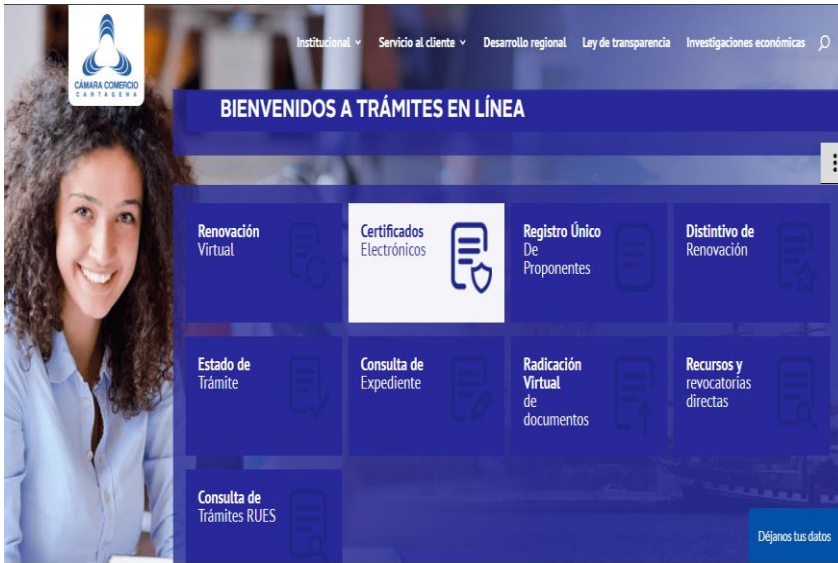 Institucional Servicio al cliente Desarrollo regional Ley de transparencia Investigaciones económicas
CÁMARA COMERCIO
CARTAGENA
BIENVENIDOS A TRÁMITES EN LÍNEA
Renovación
Virtual
Certificados
Electrónicos
Registro Único
De
Proponentes
Distintivo de
Renovación
Estado de
Trámite
Consulta de
Expediente
Radicación
Virtual
de
documentos
Recursos y
revocatorias
directas
Consulta de
Trámites RUES
Déjanos tus datos